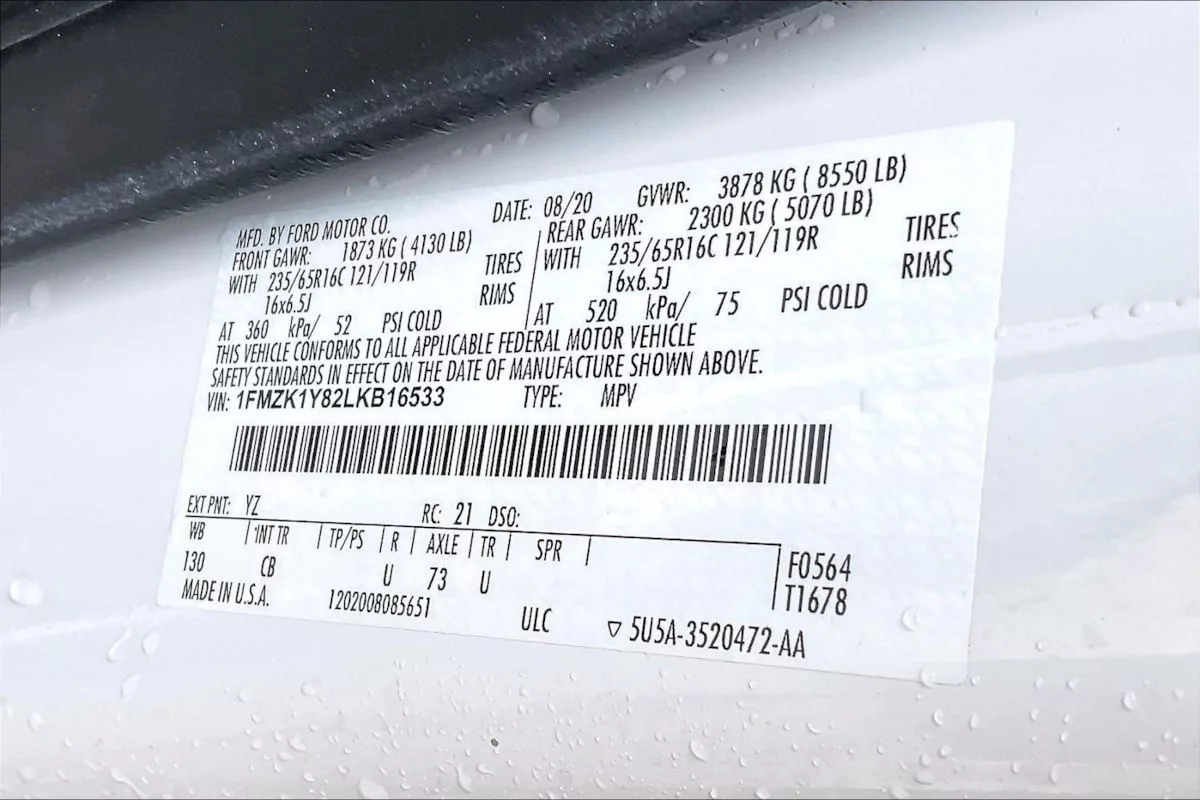 MFD. BY FORD MOTOR CO. DATE: 08/20 GVWR: 3878 KG ( 8550 LB)
FRONT GAWR: 1873 KG ( 4130 LB) REAR GAWR: 2300 KG ( 5070 LB)
WITH 235/65R16C 121/119R TIRES WITH 235/65R16C 121/119R TIRES
16x6.5J RIMS 16x6.5J RIMS
AT 360 kPa/ 52 PSI COLD AT 520 kPa/ 75 PSI COLD
THIS VEHICLE CONFORMS TO ALL APPLICABLE FEDERAL MOTOR VEHICLE
SAFETY STANDARDS IN EFFECT ON THE DATE OF MANUFACTURE SHOWN ABOVE.
VIN: 1FMZK1Y82LKB16533 TYPE: MPV
EXT PNT: YZ RC: 21 DSO:
WB INT TR TP/PS R AXLE TR SPR F0564
130 CB U 73 U T1678
MADE IN U.S.A. 1202008085651 ULC ▽ 5U5A-3520472-AA